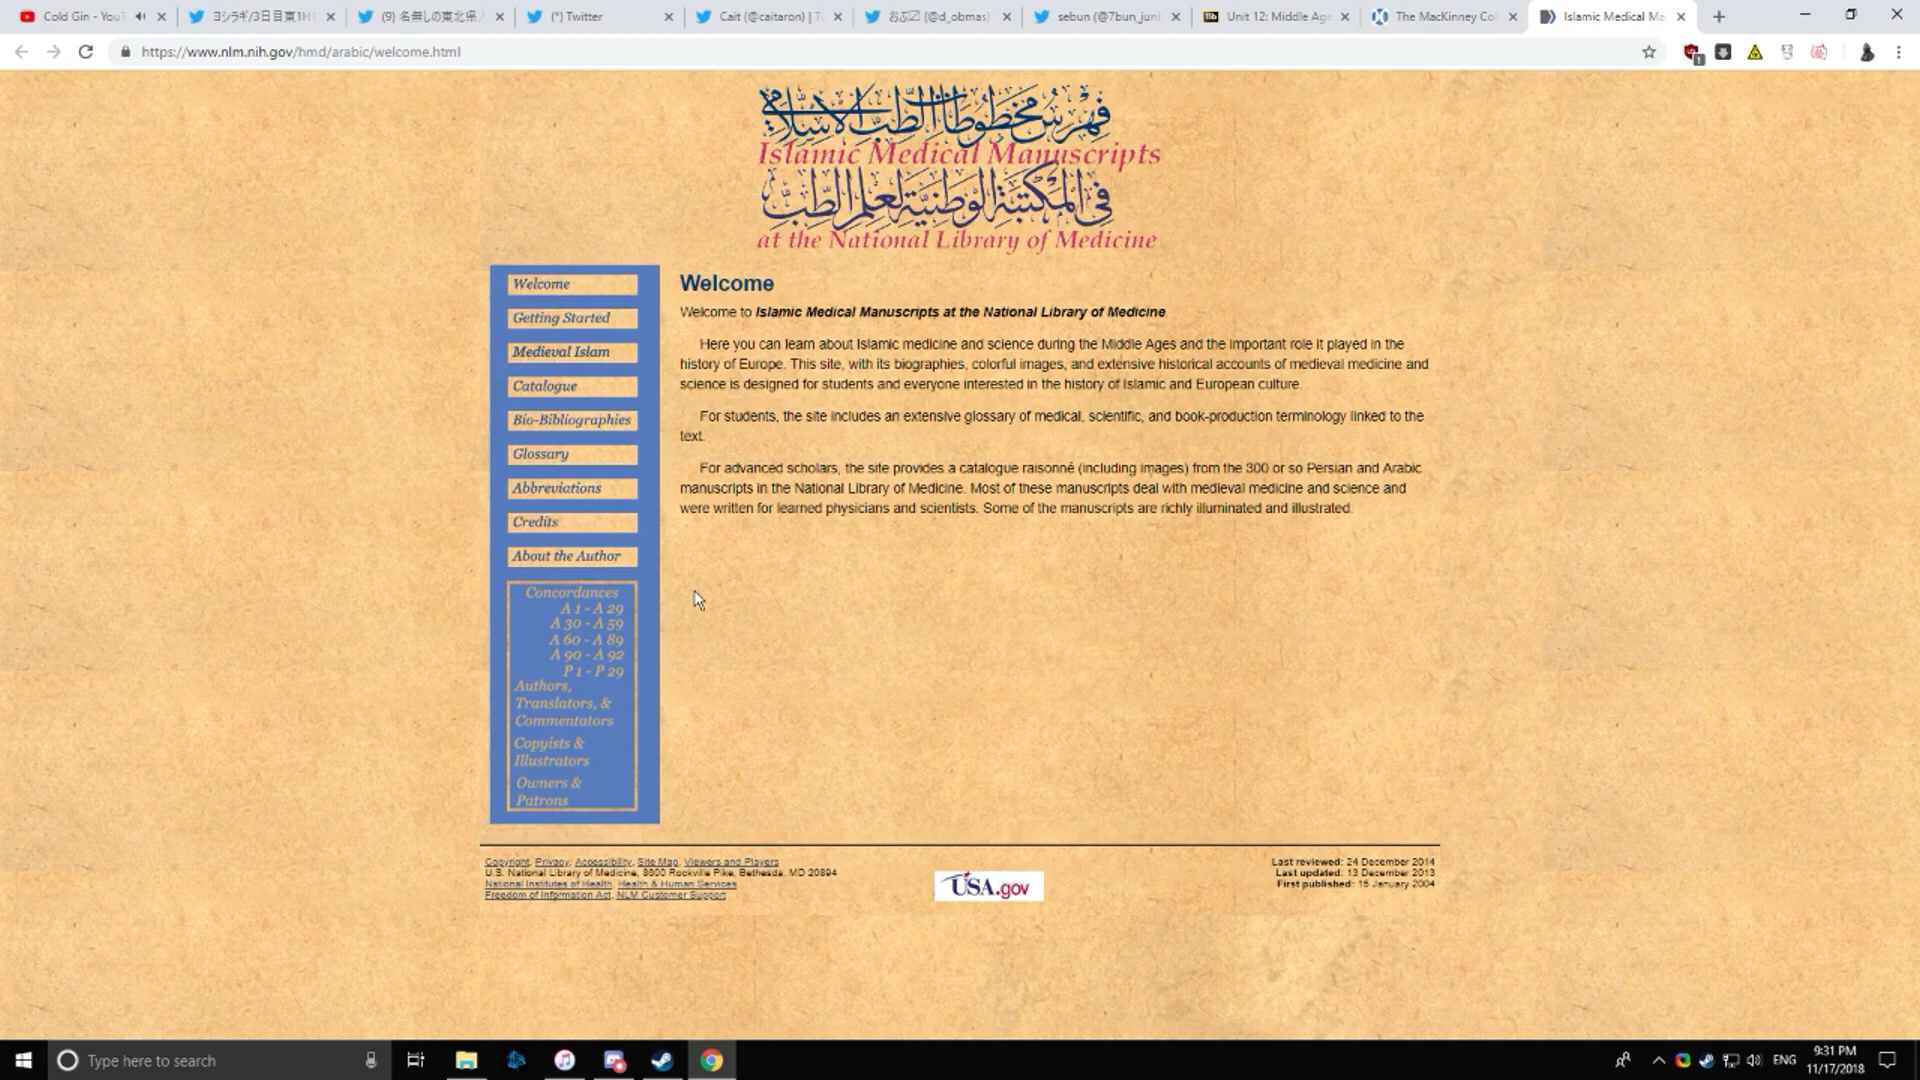 Cold Gin - You
ヨシラギ/3日目東1H
(9) 名無しの東北県
(*) Twitter
Cait (@caitaron) | Tw
(@d_obmas)
sebun (@7bun_juni
Unit 12: Middle Age
The MacKinney Col
Islamic Medical Ma
https://www.nlm.nih.gov/hmd/arabic/welcome.html
فهرس مخطوطات الطب الاسلامي
Islamic Medical Manuscripts
في المكتبة الوطنية لعلم الطب
at the National Library of Medicine
Welcome
Getting Started
Medieval Islam
Catalogue
Bio-Bibliographies
Glossary
Abbreviations
Credits
About the Author
Concordances
A 1 - A 29
A 30 - A 59
A 60 - A 89
A 90 - A 92
P 1 - P 29
Authors,
Translators, &
Commentators
Copyists &
Illustrators
Owners &
Patrons
Welcome
Welcome to Islamic Medical Manuscripts at the National Library of Medicine
Here you can learn about Islamic medicine and science during the Middle Ages and the important role it played in the
history of Europe. This site, with its biographies, colorful images, and extensive historical accounts of medieval medicine and
science is designed for students and everyone interested in the history of Islamic and European culture.
For students, the site includes an extensive glossary of medical, scientific, and book-production terminology linked to the
text.
For advanced scholars, the site provides a catalogue raisonné (including images) from the 300 or so Persian and Arabic
manuscripts in the National Library of Medicine. Most of these manuscripts deal with medieval medicine and science and
were written for learned physicians and scientists. Some of the manuscripts are richly illuminated and illustrated.
Copyright, Privacy, Accessibility, Site Map, Viewers and Players
U.S. National Library of Medicine, 8600 Rockville Pike, Bethesda, MD 20894
National Institutes of Health, Health & Human Services
Freedom of Information Act, NLM Customer Support
USA.gov
Last reviewed: 24 December 2014
Last updated: 13 December 2013
First published: 15 January 2004
Type here to search
ENG
9:31 PM
11/17/2018